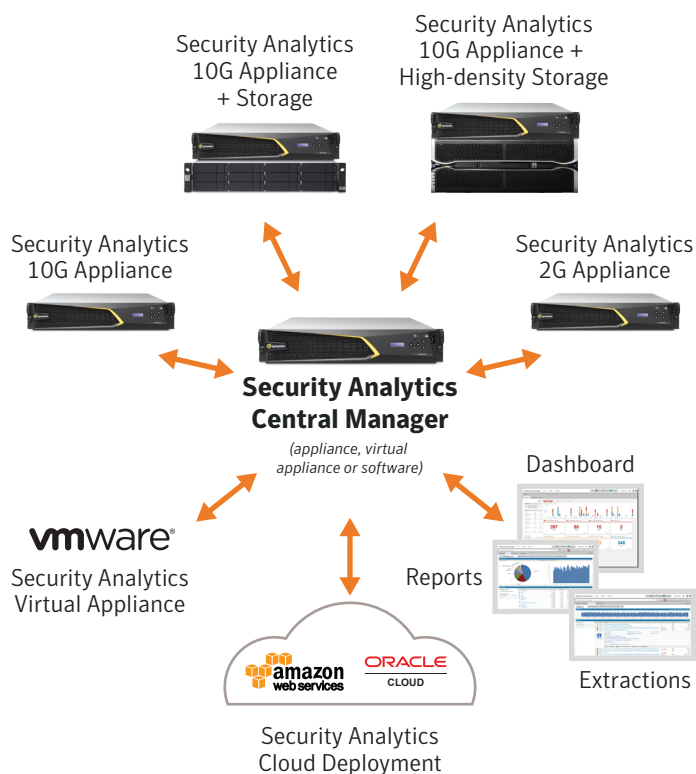 Security Analytics
10G Appliance
+ Storage
Security Analytics
10G Appliance +
High-density Storage
Security Analytics
10G Appliance
Security Analytics
2G Appliance
Security Analytics
Central Manager
(appliance, virtual
appliance or software)
vmware®
Security Analytics
Virtual Appliance
Dashboard
Reports
Extractions
amazon
web services
ORACLE
CLOUD
Security Analytics
Cloud Deployment